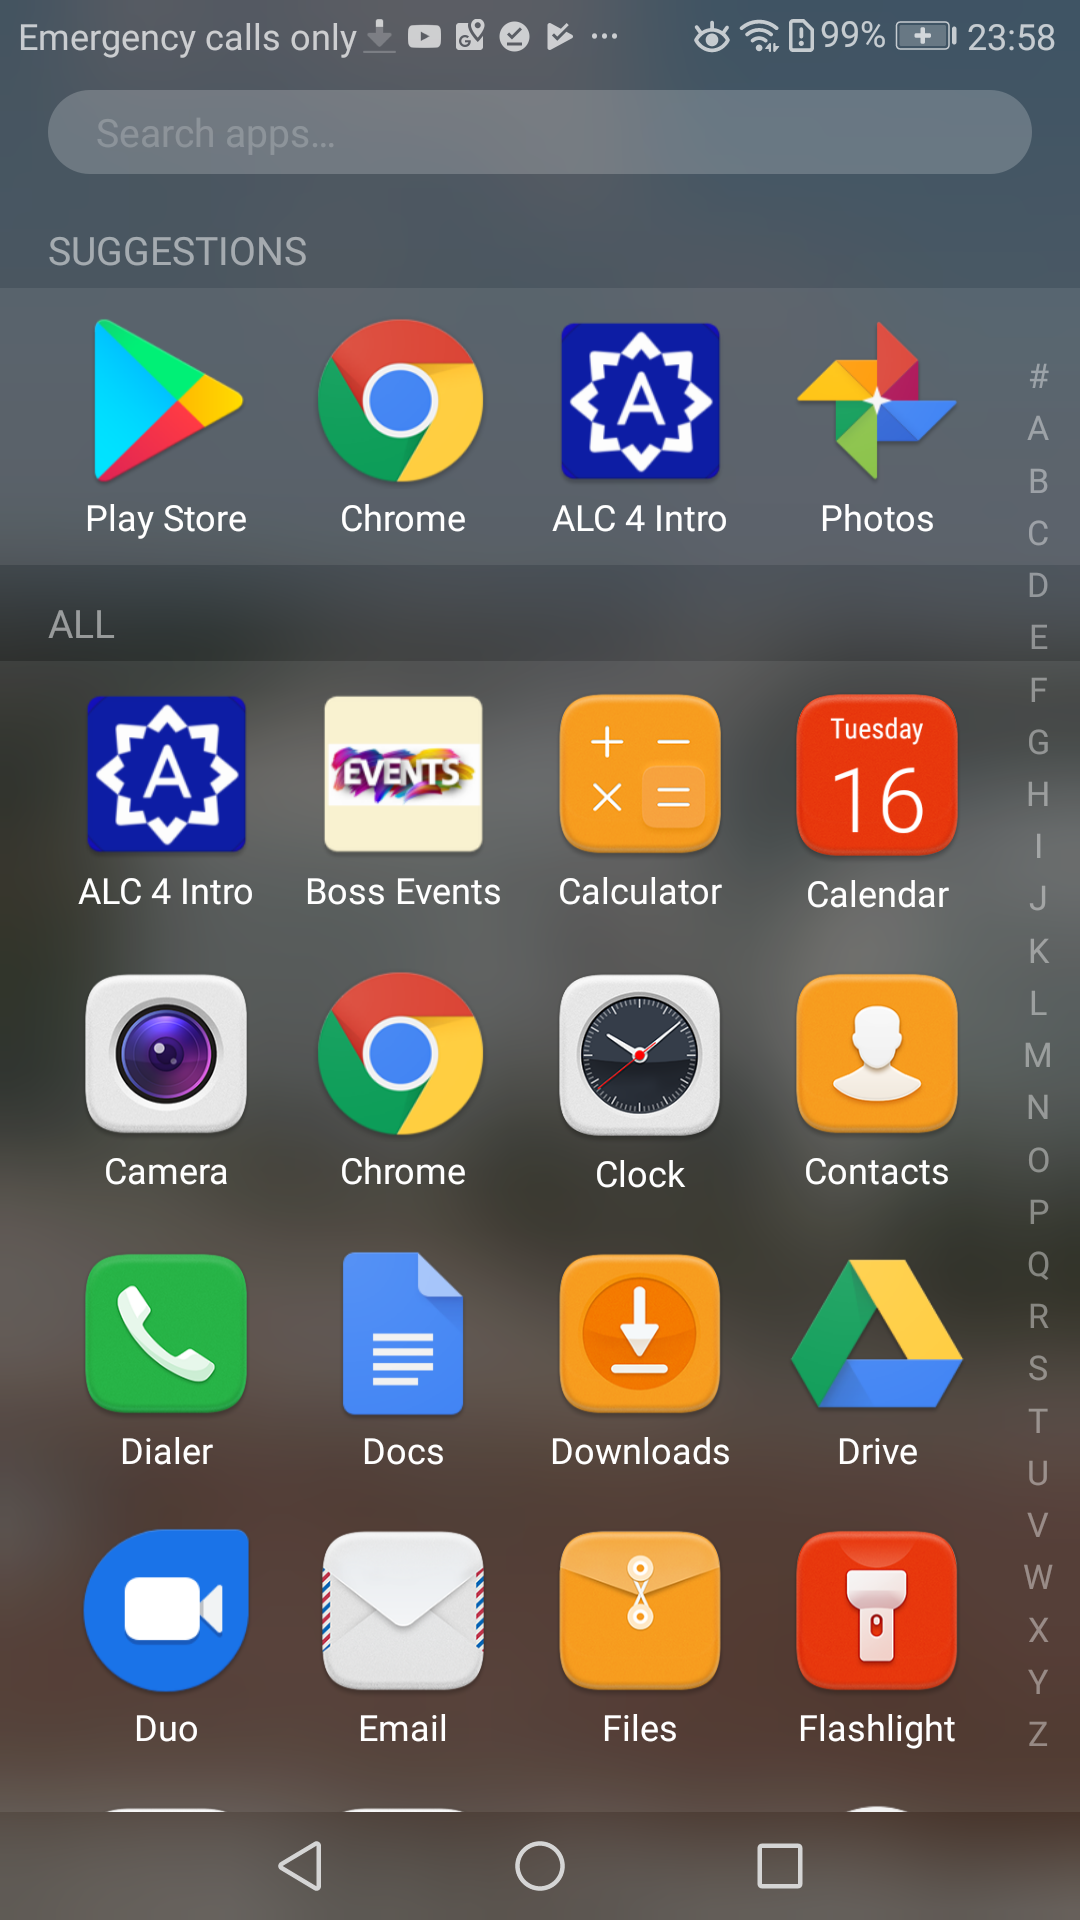 Emergency calls only 99% 23:58
Search apps...
SUGGESTIONS
Play Store Chrome ALC 4 Intro Photos
ALL
EVENTS Tuesday 16
ALC 4 Intro Boss Events Calculator Calendar
Camera Chrome Clock Contacts
Dialer Docs Downloads Drive
Duo Email Files Flashlight
#
A
B
C
D
E
F
G
H
I
J
K
L
M
N
O
P
Q
R
S
T
U
V
W
X
Y
Z